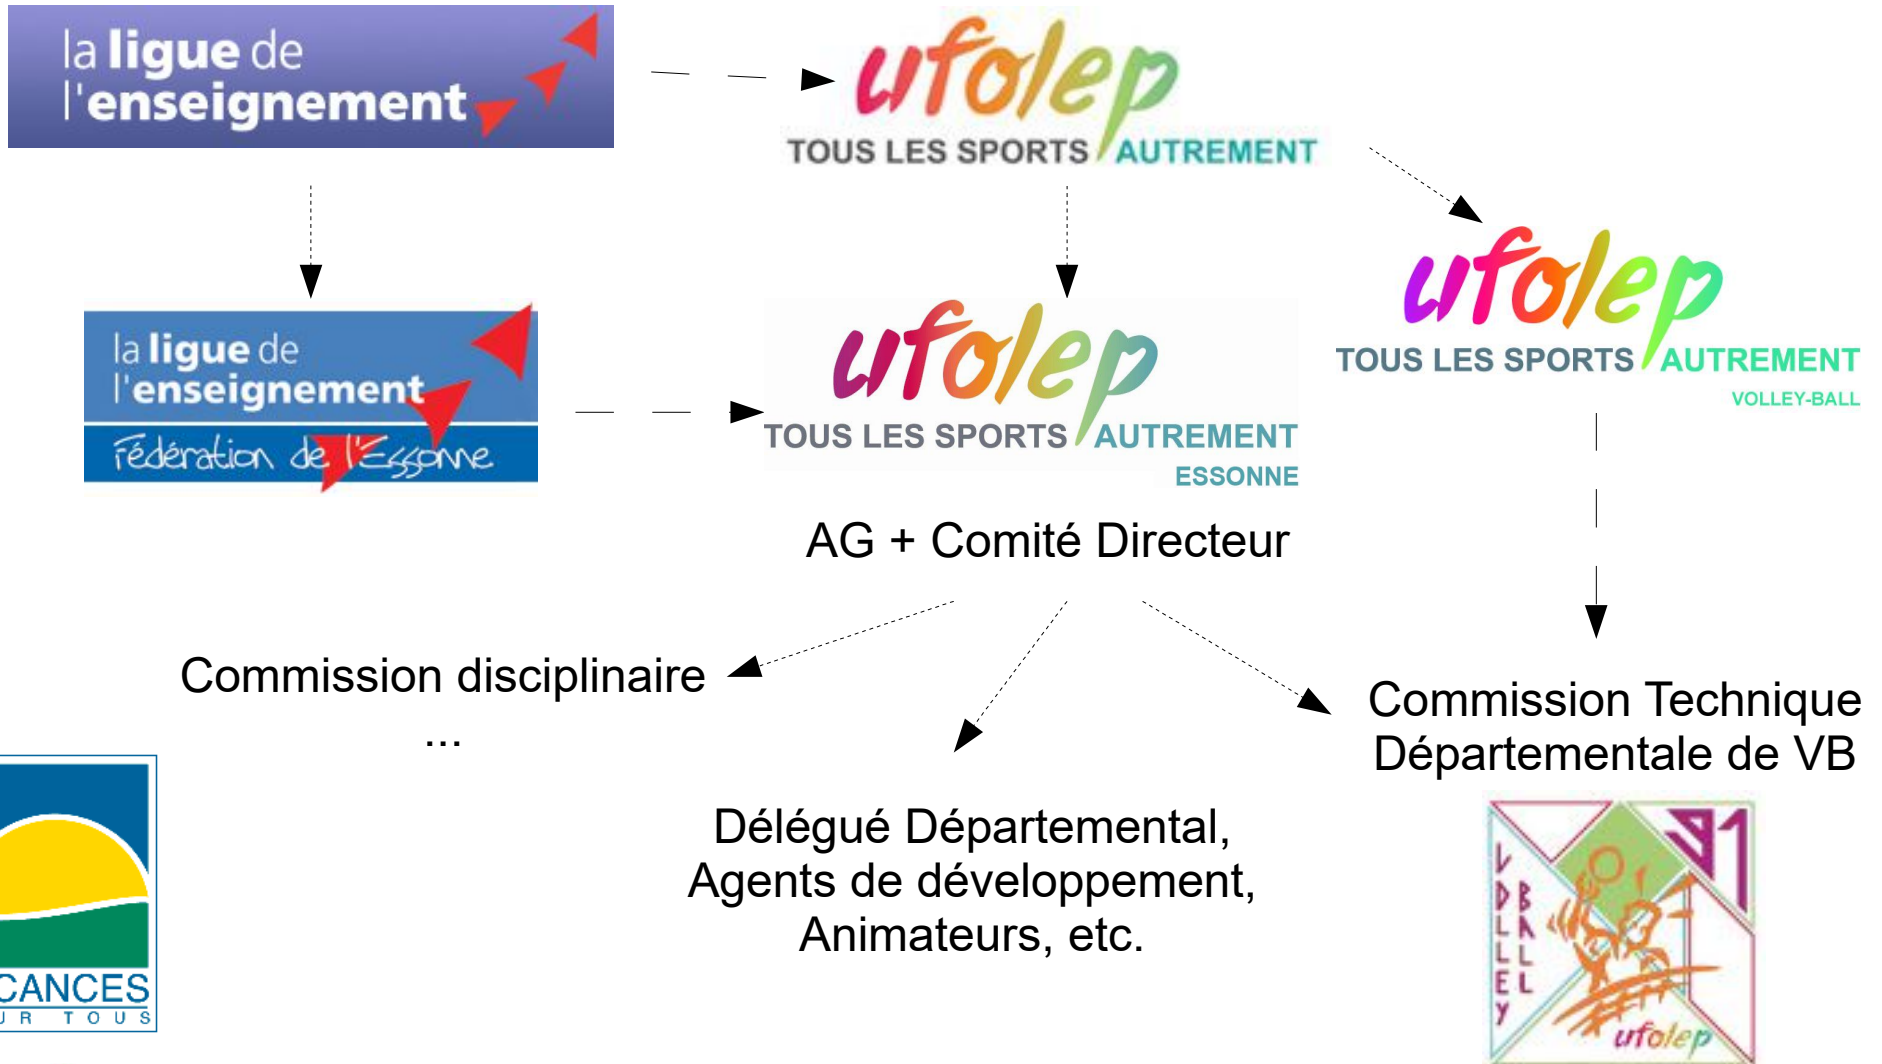 la ligue de
l'enseignement
ufolep
TOUS LES SPORTS AUTREMENT
la ligue de
l'enseignement
Fédération de l'Essonne
ufolep
TOUS LES SPORTS AUTREMENT
ESSONNE
ufolep
TOUS LES SPORTS AUTREMENT
VOLLEY-BALL
AG + Comité Directeur
Commission disciplinaire
...
Commission Technique
Départementale de VB
Délégué Départemental,
Agents de développement,
Animateurs, etc.
CANCES
UR TOUS
91
VOLLEY
BALL
ufolep